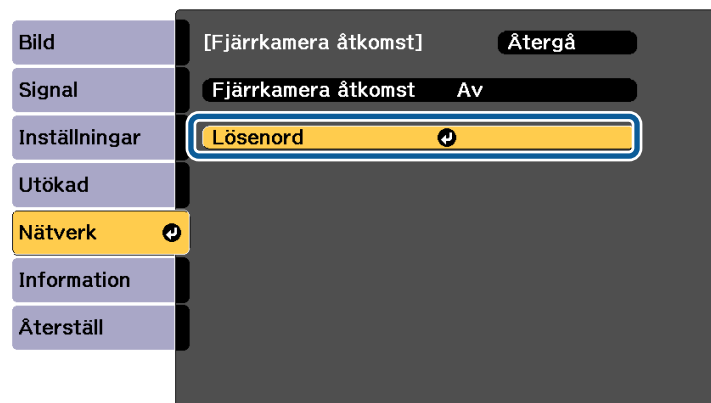 Bild
Signal
Inställningar
Utökad
Nätverk
Information
Återställ
[Fjärrkamera åtkomst] Återgå
Fjärrkamera åtkomst Av
Lösenord